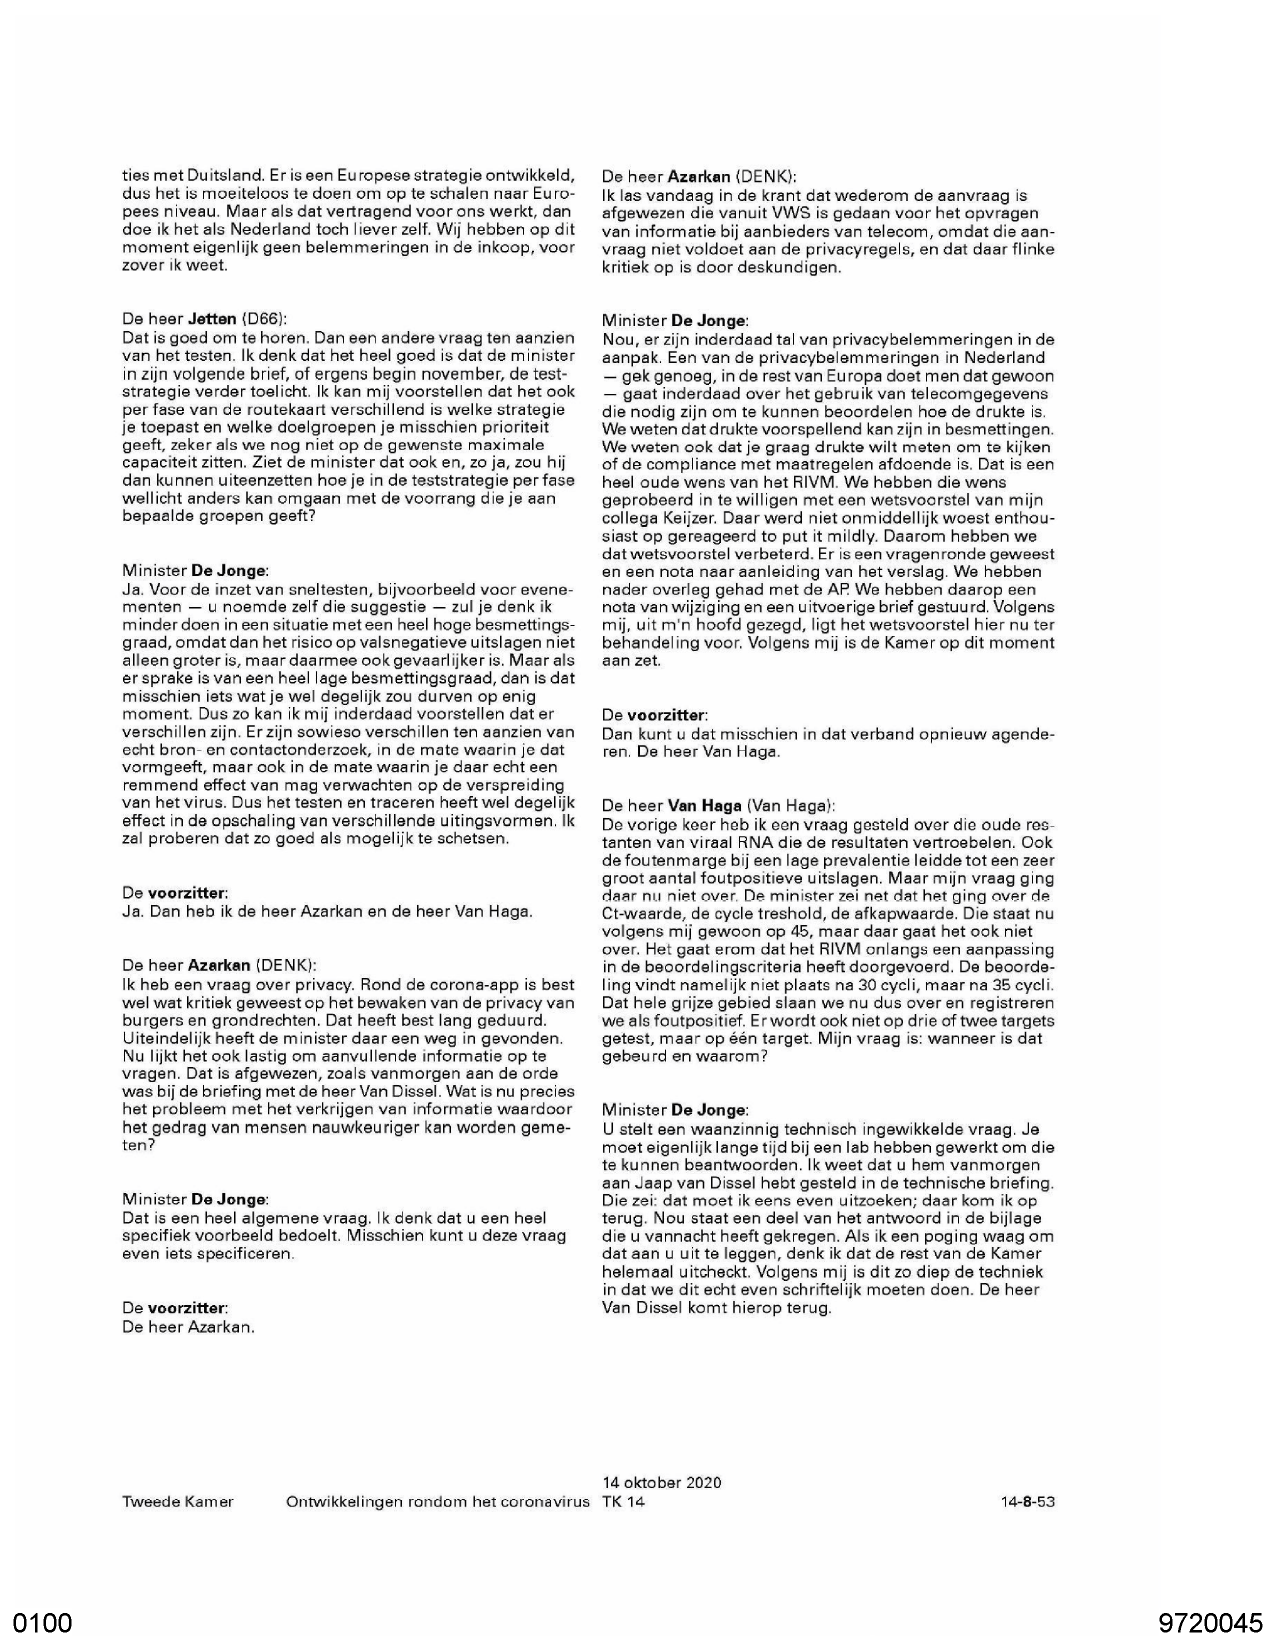 ties met Duitsland. Er is een Europese strategie ontwikkeld,
dus het is moeiteloos te doen om op te schalen naar Euro-
pees niveau. Maar als dat vertragend voor ons werkt, dan
doe ik het als Nederland toch liever zelf. Wij hebben op dit
moment eigenlijk geen belemmeringen in de inkoop, voor
zover ik weet.
De heer Jetten (D66):
Dat is goed om te horen. Dan een andere vraag ten aanzien
van het testen. Ik denk dat het heel goed is dat de minister
in zijn volgende brief, of ergens begin november, de test-
strategie verder toelicht. Ik kan mij voorstellen dat het ook
per fase van de routekaart verschillend is welke strategie
je toepast en welke doelgroepen je misschien prioriteit
geeft, zeker als we nog niet op de gewenste maximale
capaciteit zitten. Ziet de minister dat ook en, zo ja, zou hij
dan kunnen uiteenzetten hoe je in de teststrategie per fase
wellicht anders kan omgaan met de voorrang die je aan
bepaalde groepen geeft?
Minister De Jonge:
Ja. Voor de inzet van sneltesten, bijvoorbeeld voor evene-
menten — u noemde zelf die suggestie — zul je denk ik
minder doen in een situatie met een heel hoge besmettings-
graad, omdat dan het risico op valsnegatieve uitslagen niet
alleen groter is, maar daarmee ook gevaarlijker is. Maar als
er sprake is van een heel lage besmettingsgraad, dan is dat
misschien iets wat je wel degelijk zou durven op enig
moment. Dus zo kan ik mij inderdaad voorstellen dat er
verschillen zijn. Er zijn sowieso verschillen ten aanzien van
echt bron- en contactonderzoek, in de mate waarin je dat
vormgeeft, maar ook in de mate waarin je daar echt een
remmend effect van mag verwachten op de verspreiding
van het virus. Dus het testen en traceren heeft wel degelijk
effect in de opschaling van verschillende uitingsvormen. Ik
zal proberen dat zo goed als mogelijk te schetsen.
De voorzitter:
Ja. Dan heb ik de heer Azarkan en de heer Van Haga.
De heer Azarkan (DENK):
Ik heb een vraag over privacy. Rond de corona-app is best
wel wat kritiek geweest op het bewaken van de privacy van
burgers en grondrechten. Dat heeft best lang geduurd.
Uiteindelijk heeft de minister daar een weg in gevonden.
Nu lijkt het ook lastig om aanvullende informatie op te
vragen. Dat is afgewezen, zoals vanmorgen aan de orde
was bij de briefing met de heer Van Dissel. Wat is nu precies
het probleem met het verkrijgen van informatie waardoor
het gedrag van mensen nauwkeuriger kan worden geme-
ten?
Minister De Jonge:
Dat is een heel algemene vraag. Ik denk dat u een heel
specifiek voorbeeld bedoelt. Misschien kunt u deze vraag
even iets specificeren.
De voorzitter:
De heer Azarkan.
De heer Azarkan (DENK):
Ik las vandaag in de krant dat wederom de aanvraag is
afgewezen die vanuit VWS is gedaan voor het opvragen
van informatie bij aanbieders van telecom, omdat die aan-
vraag niet voldoet aan de privacyregels, en dat daar flinke
kritiek op is door deskundigen.
Minister De Jonge:
Nou, er zijn inderdaad tal van privacybelemmeringen in de
aanpak. Een van de privacybelemmeringen in Nederland
— gek genoeg, in de rest van Europa doet men dat gewoon
— gaat inderdaad over het gebruik van telecomgegevens
die nodig zijn om te kunnen beoordelen hoe de drukte is.
We weten dat drukte voorspellend kan zijn in besmettingen.
We weten ook dat je graag drukte wilt meten om te kijken
of de compliance met maatregelen afdoende is. Dat is een
heel oude wens van het RIVM. We hebben die wens
geprobeerd in te willigen met een wetsvoorstel van mijn
collega Keijzer. Daar werd niet onmiddellijk woest enthou-
siast op gereageerd to put it mildly. Daarom hebben we
dat wetsvoorstel verbeterd. Er is een vragenronde geweest
en een nota naar aanleiding van het verslag. We hebben
nader overleg gehad met de AP. We hebben daarop een
nota van wijziging en een uitvoerige brief gestuurd. Volgens
mij, uit m'n hoofd gezegd, ligt het wetsvoorstel hier nu ter
behandeling voor. Volgens mij is de Kamer op dit moment
aan zet.
De voorzitter:
Dan kunt u dat misschien in dat verband opnieuw agende-
ren. De heer Van Haga.
De heer Van Haga (Van Haga):
De vorige keer heb ik een vraag gesteld over die oude res-
tanten van viraal RNA die de resultaten vertroebelen. Ook
de foutenmarge bij een lage prevalentie leidde tot een zeer
groot aantal foutpositieve uitslagen. Maar mijn vraag ging
daar nu niet over. De minister zei net dat het ging over de
Ct-waarde, de cycle treshold, de afkapwaarde. Die staat nu
volgens mij gewoon op 45, maar daar gaat het ook niet
over. Het gaat erom dat het RIVM onlangs een aanpassing
in de beoordelingscriteria heeft doorgevoerd. De beoorde-
ling vindt namelijk niet plaats na 30 cycli, maar na 35 cycli.
Dat hele grijze gebied slaan we nu dus over en registreren
we als foutpositief. Er wordt ook niet op drie of twee targets
getest, maar op één target. Mijn vraag is: wanneer is dat
gebeurd en waarom?
Minister De Jonge:
U stelt een waanzinnig technisch ingewikkelde vraag. Je
moet eigenlijk lange tijd bij een lab hebben gewerkt om die
te kunnen beantwoorden. Ik weet dat u hem vanmorgen
aan Jaap van Dissel hebt gesteld in de technische briefing.
Die zei: dat moet ik eens even uitzoeken; daar kom ik op
terug. Nou staat een deel van het antwoord in de bijlage
die u vannacht heeft gekregen. Als ik een poging waag om
dat aan u uit te leggen, denk ik dat de rest van de Kamer
helemaal uitcheckt. Volgens mij is dit zo diep de techniek
in dat we dit echt even schriftelijk moeten doen. De heer
Van Dissel komt hierop terug.
14 oktober 2020
Tweede Kamer Ontwikkelingen rondom het coronavirus TK 14 14-8-53
0100 9720045